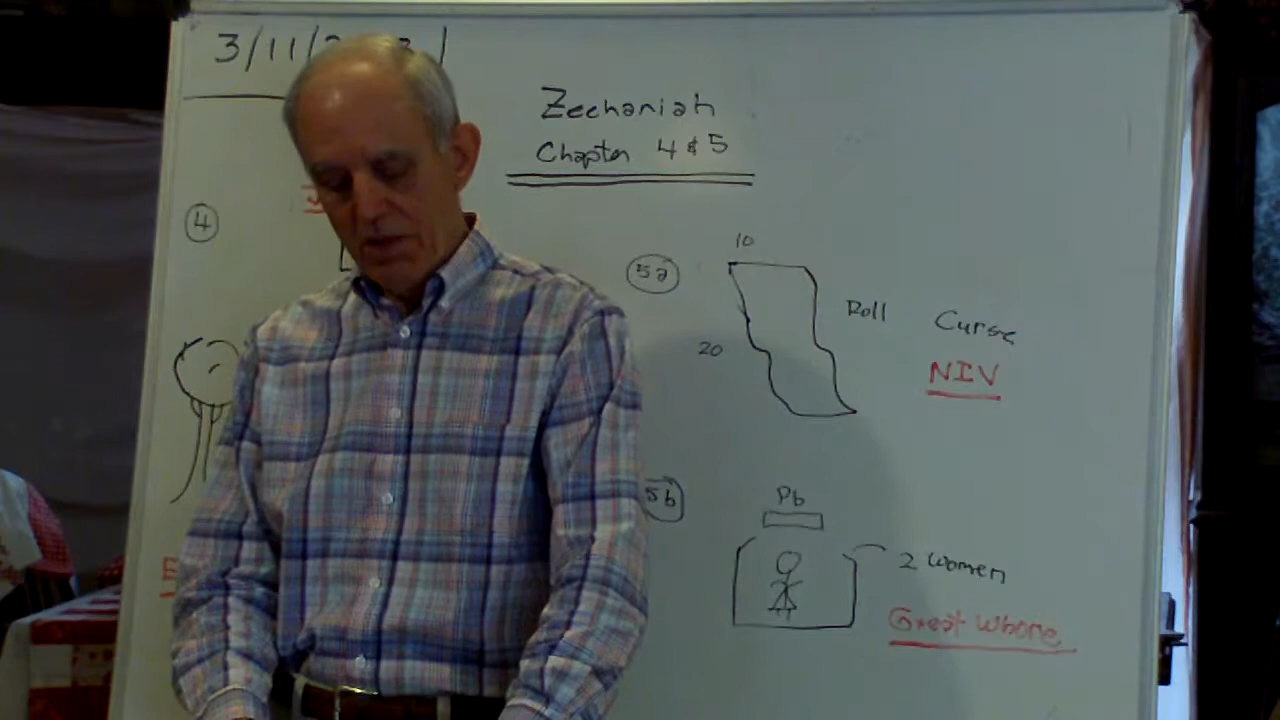 3/11/
Zechariah
Chapter 4 & 5
4
10
5a
Roll
Curse
20
NIV
5b
Pb
2 women
Great Whore